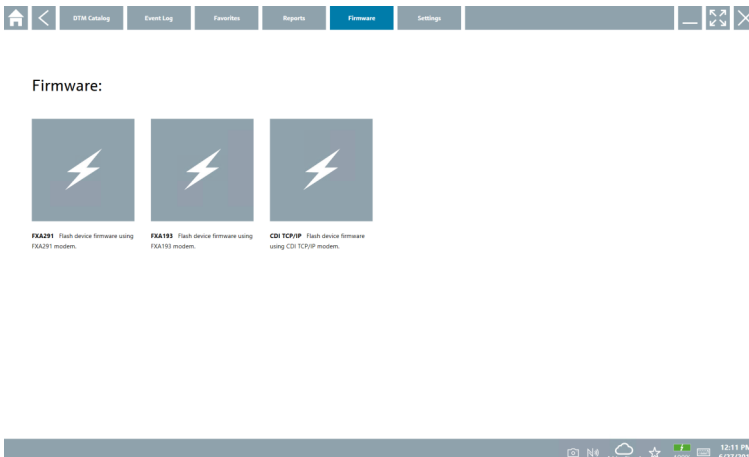 DTM Catalog Event Log Favorites Reports Firmware Settings
Firmware:
FXA291 Flash device firmware using
FXA291 modem.
FXA193 Flash device firmware using
FXA193 modem.
CDI TCP/IP Flash device firmware
using CDI TCP/IP modem.
12:11 PM
100%